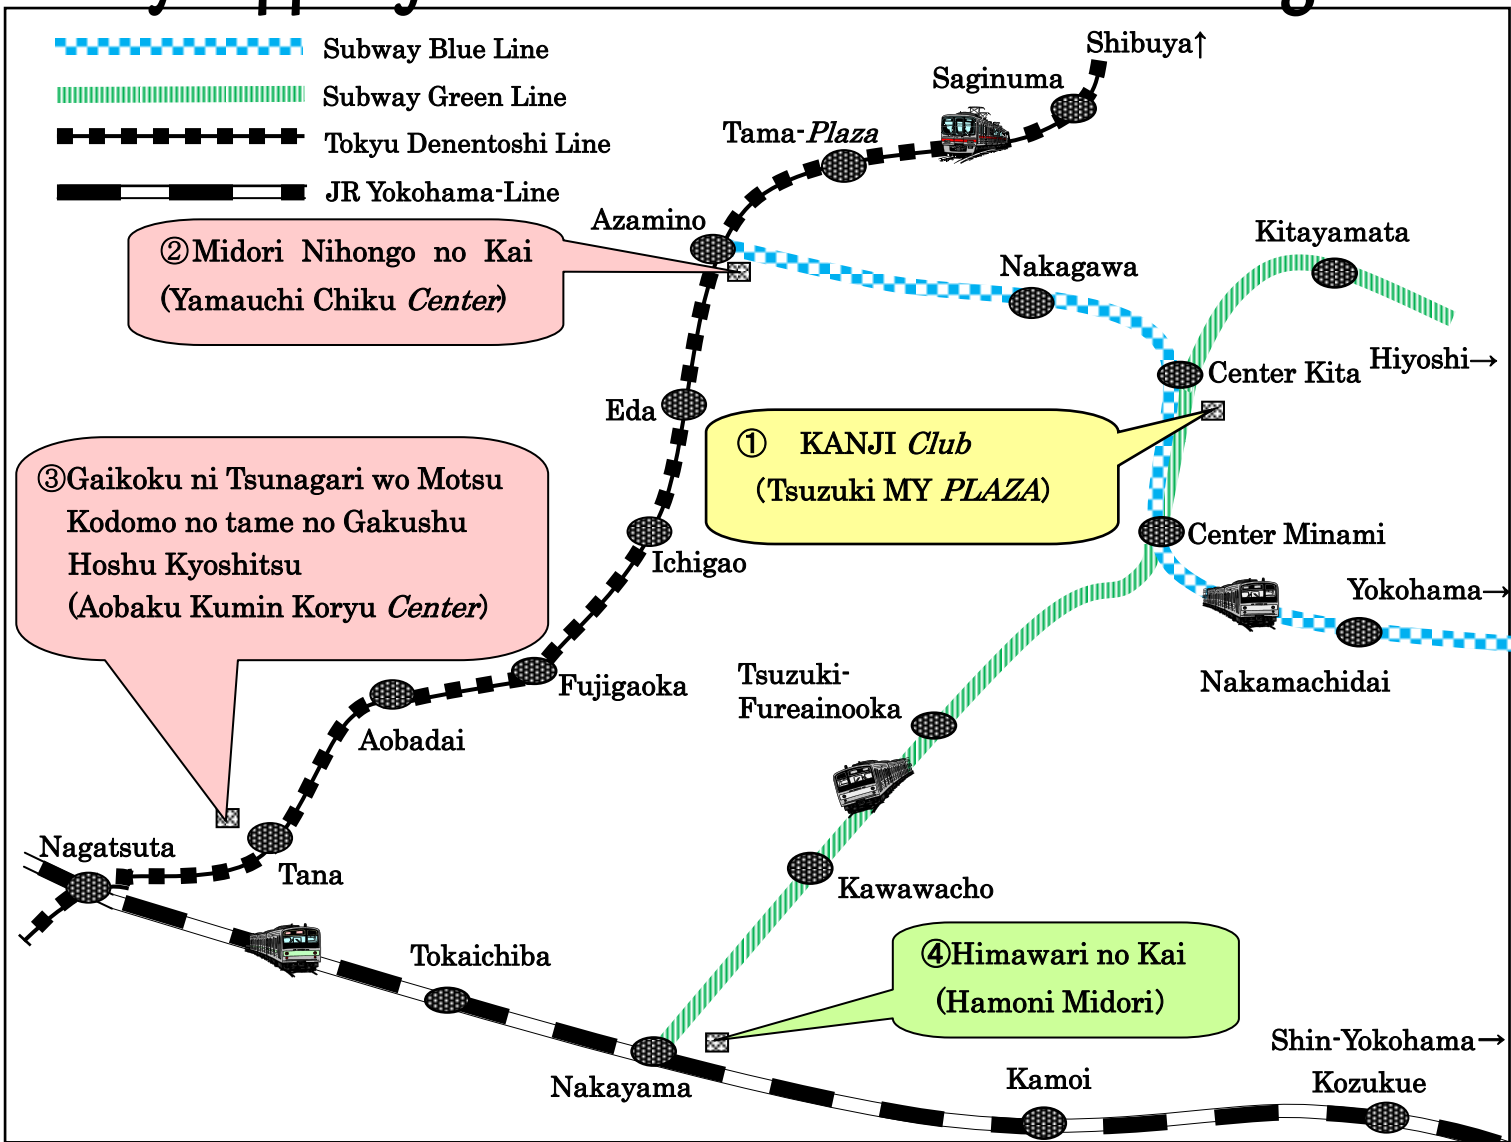 Subway Blue Line
Subway Green Line
Tokyu Denentoshi Line
JR Yokohama-Line
Shibuya↑
Saginuma
Tama-Plaza
Azamino
②Midori Nihongo no Kai
(Yamauchi Chiku Center)
Kitayamata
Nakagawa
Hiyoshi→
Center Kita
Eda
① KANJI Club
(Tsuzuki MY PLAZA)
③Gaikoku ni Tsunagari wo Motsu
Kodomo no tame no Gakushu
Hoshu Kyoshitsu
(Aobaku Kumin Koryu Center)
Ichigao
Center Minami
Yokohama→
Nakamachidai
Fujigaoka
Tsuzuki-
Fureainooka
Aobadai
Nagatsuta
Tana
Kawawacho
Tokaichiba
④Himawari no Kai
(Hamoni Midori)
Nakayama
Shin-Yokohama→
Kamoi
Kozukue